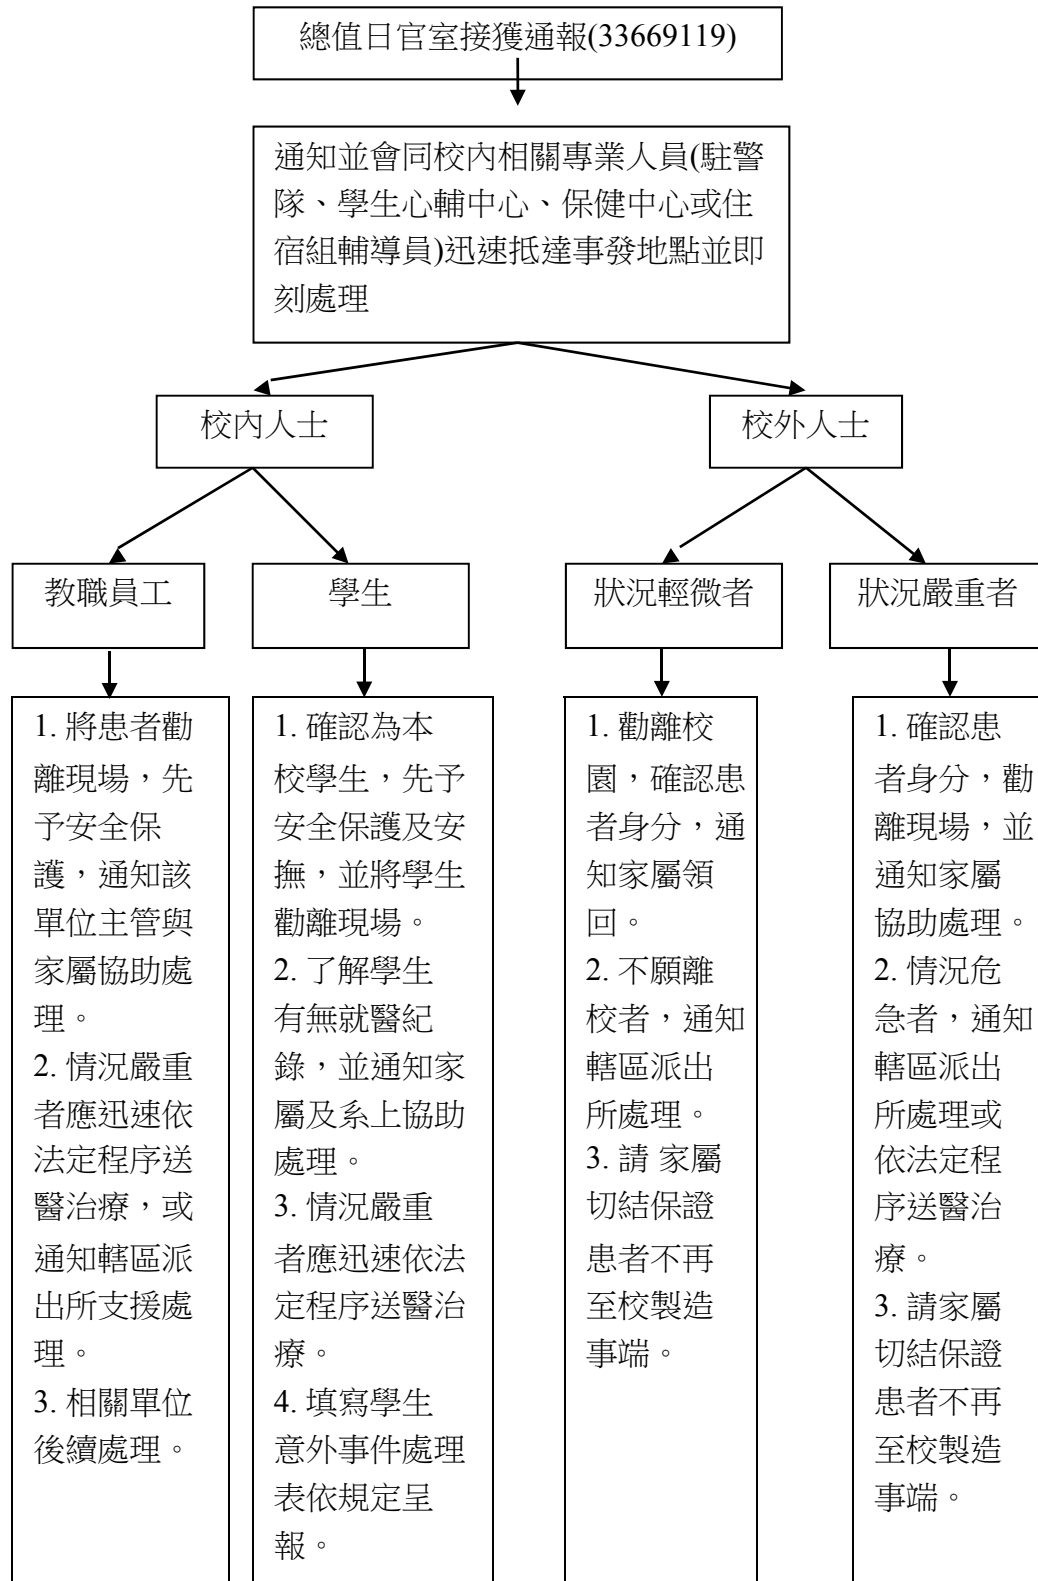 總值日官室接獲通報(33669119)
通知並會同校內相關專業人員(駐警
隊、學生心輔中心、保健中心或住
宿組輔導員)迅速抵達事發地點並即
刻處理
校內人士
校外人士
教職員工
學生
狀況輕微者
狀況嚴重者
1. 將患者勸
離現場，先
予安全保
護，通知該
單位主管與
家屬協助處
理。
2. 情況嚴重
者應迅速依
法定程序送
醫治療，或
通知轄區派
出所支援處
理。
3. 相關單位
後續處理。
1. 確認為本
校學生，先予
安全保護及安
撫，並將學生
勸離現場。
2. 了解學生
有無就醫紀
錄，並通知家
屬及系上協助
處理。
3. 情況嚴重
者應迅速依法
定程序送醫治
療。
4. 填寫學生
意外事件處理
表依規定呈
報。
1. 勸離校
園，確認患
者身分，通
知家屬領
回。
2. 不願離
校者，通知
轄區派出
所處理。
3. 請 家屬
切結保證
患者不再
至校製造
事端。
1. 確認患
者身分，勸
離現場，並
通知家屬
協助處理。
2. 情況危
急者，通知
轄區派出
所處理或
依法定程
序送醫治
療。
3. 請家屬
切結保證
患者不再
至校製造
事端。